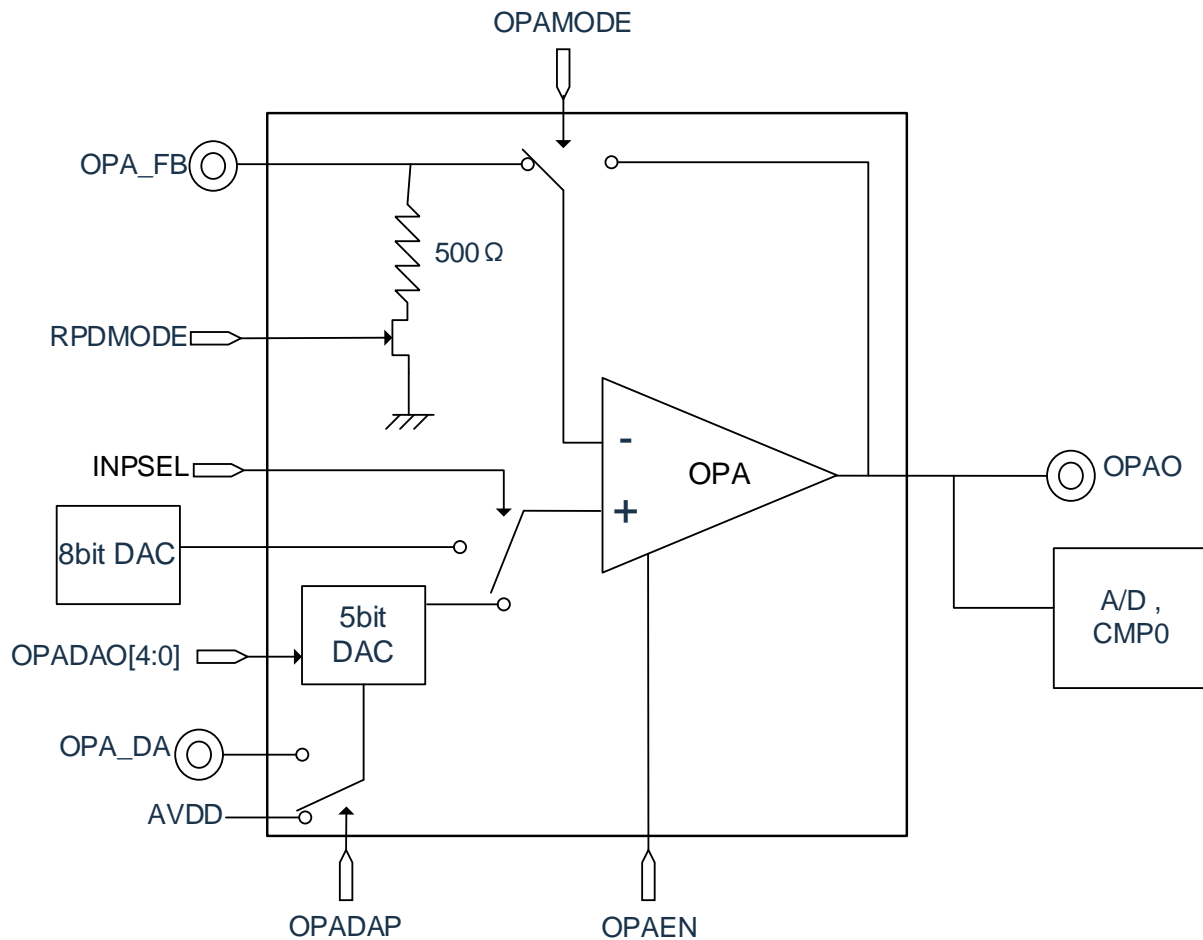 OPAMODE
OPA_FB
500Ω
RPDMODE
INPSEL
-
OPA
+
OPAO
8bit DAC
5bit
DAC
A/D ,
CMP0
OPADAO[4:0]
OPA_DA
AVDD
OPADAP
OPAEN